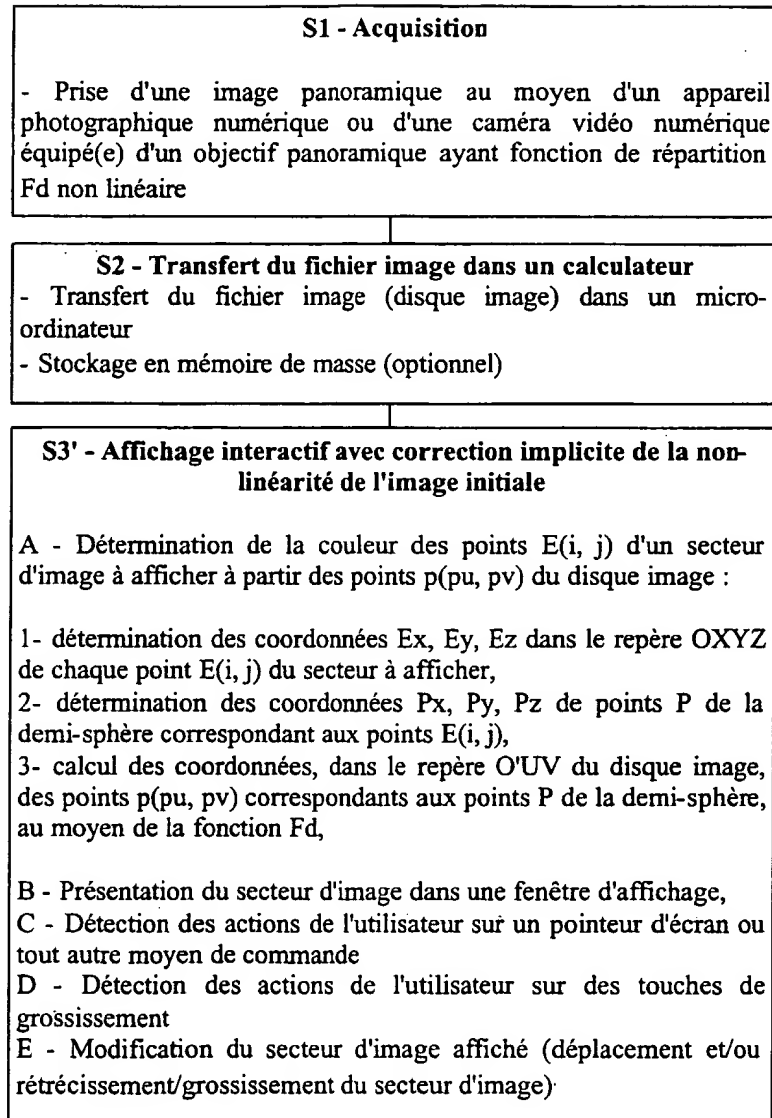 S1 - Acquisition
- Prise d'une image panoramique au moyen d'un appareil
photographique numérique ou d'une caméra vidéo numérique
équipé(e) d'un objectif panoramique ayant fonction de répartition
Fd non linéaire
S2 - Transfert du fichier image dans un calculateur
- Transfert du fichier image (disque image) dans un micro-
ordinateur
- Stockage en mémoire de masse (optionnel)
S3' - Affichage interactif avec correction implicite de la non-
linéarité de l'image initiale
A - Détermination de la couleur des points E(i, j) d'un secteur
d'image à afficher à partir des points p(pu, pv) du disque image :
1- détermination des coordonnées Ex, Ey, Ez dans le repère OXYZ
de chaque point E(i, j) du secteur à afficher,
2- détermination des coordonnées Px, Py, Pz de points P de la
demi-sphère correspondant aux points E(i, j),
3- calcul des coordonnées, dans le repère O'UV du disque image,
des points p(pu, pv) correspondants aux points P de la demi-sphère,
au moyen de la fonction Fd,
B - Présentation du secteur d'image dans une fenêtre d'affichage,
C - Détection des actions de l'utilisateur sur un pointeur d'écran ou
tout autre moyen de commande
D - Détection des actions de l'utilisateur sur des touches de
grossissement
E - Modification du secteur d'image affiché (déplacement et/ou
rétrécissement/grossissement du secteur d'image)